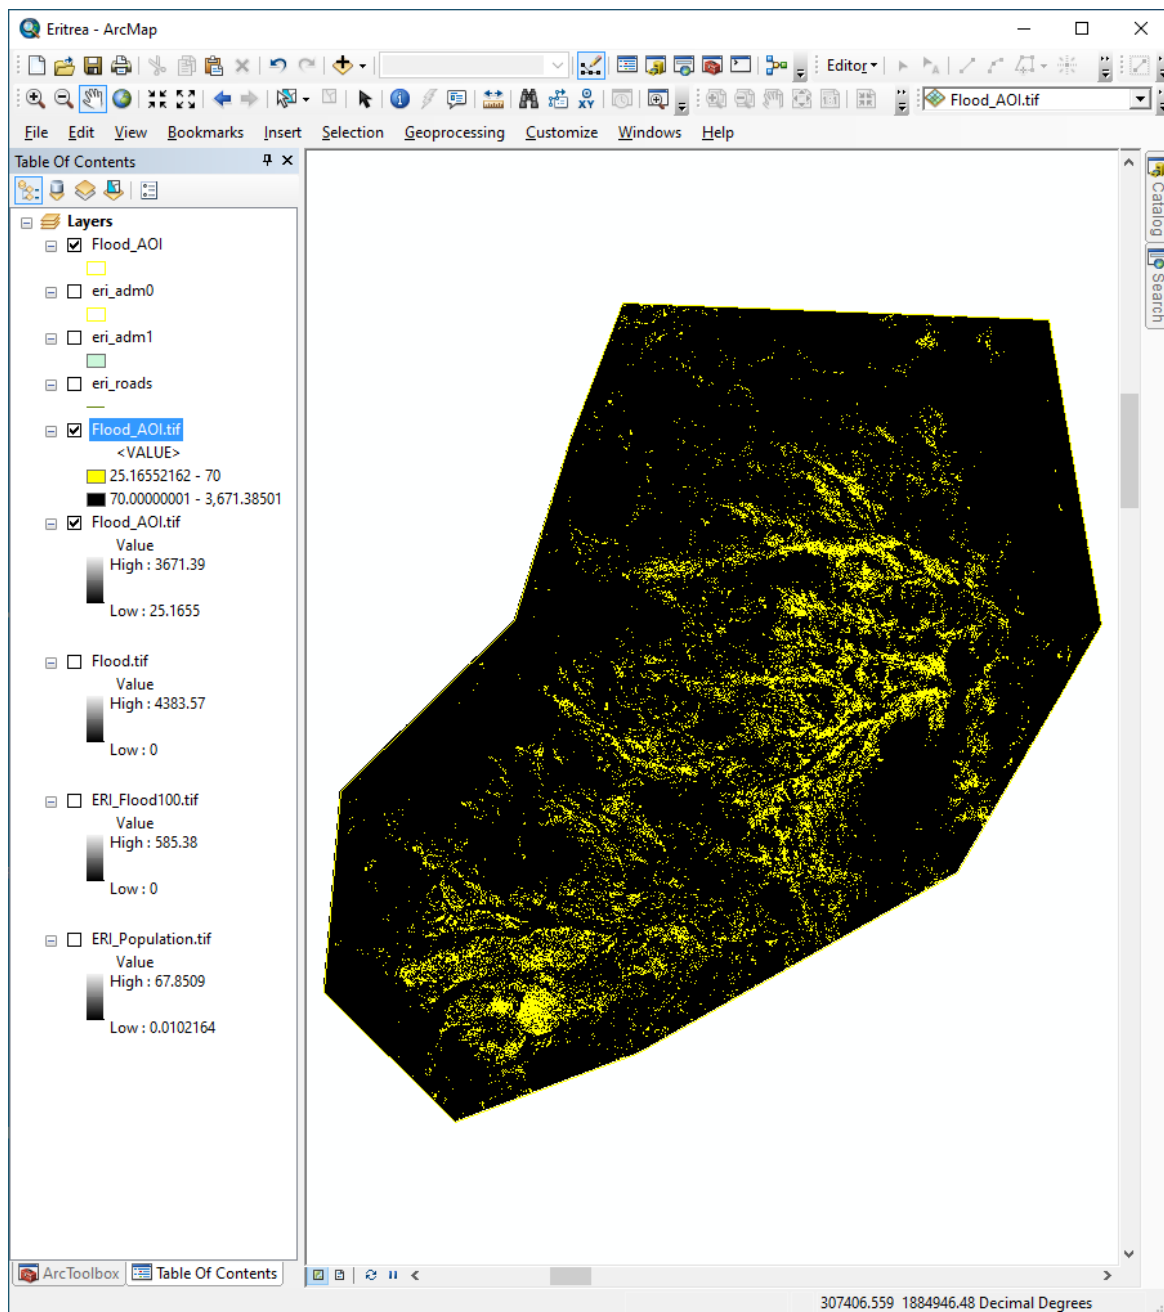 Eritrea - ArcMap
Editor
Flood_AOI.tif
File Edit View Bookmarks Insert Selection Geoprocessing Customize Windows Help
Table Of Contents
Layers
Flood_AOI
eri_adm0
eri_adm1
eri_roads
Flood_AOI.tif
<VALUE>
25.16552162 - 70
70.00000001 - 3,671.38501
Flood_AOI.tif
Value
High : 3671.39
Low : 25.1655
Flood.tif
Value
High : 4383.57
Low : 0
ERI_Flood100.tif
Value
High : 585.38
Low : 0
ERI_Population.tif
Value
High : 67.8509
Low : 0.0102164
Catalog
Search
ArcToolbox
Table Of Contents
307406.559 1884946.48 Decimal Degrees